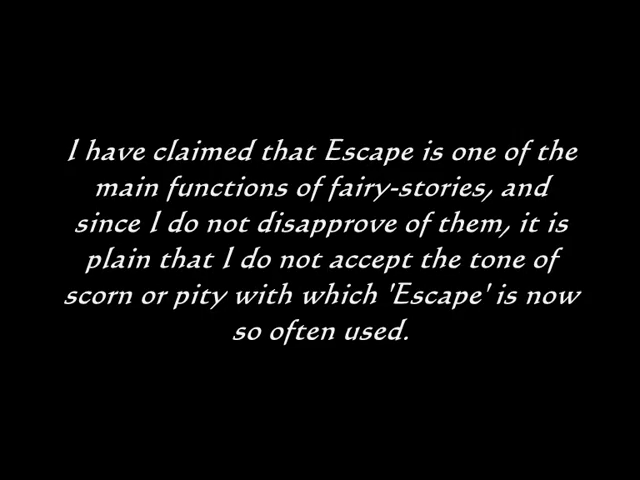 I have claimed that Escape is one of the
main functions of fairy-stories, and
since I do not disapprove of them, it is
plain that I do not accept the tone of
scorn or pity with which 'Escape' is now
so often used.